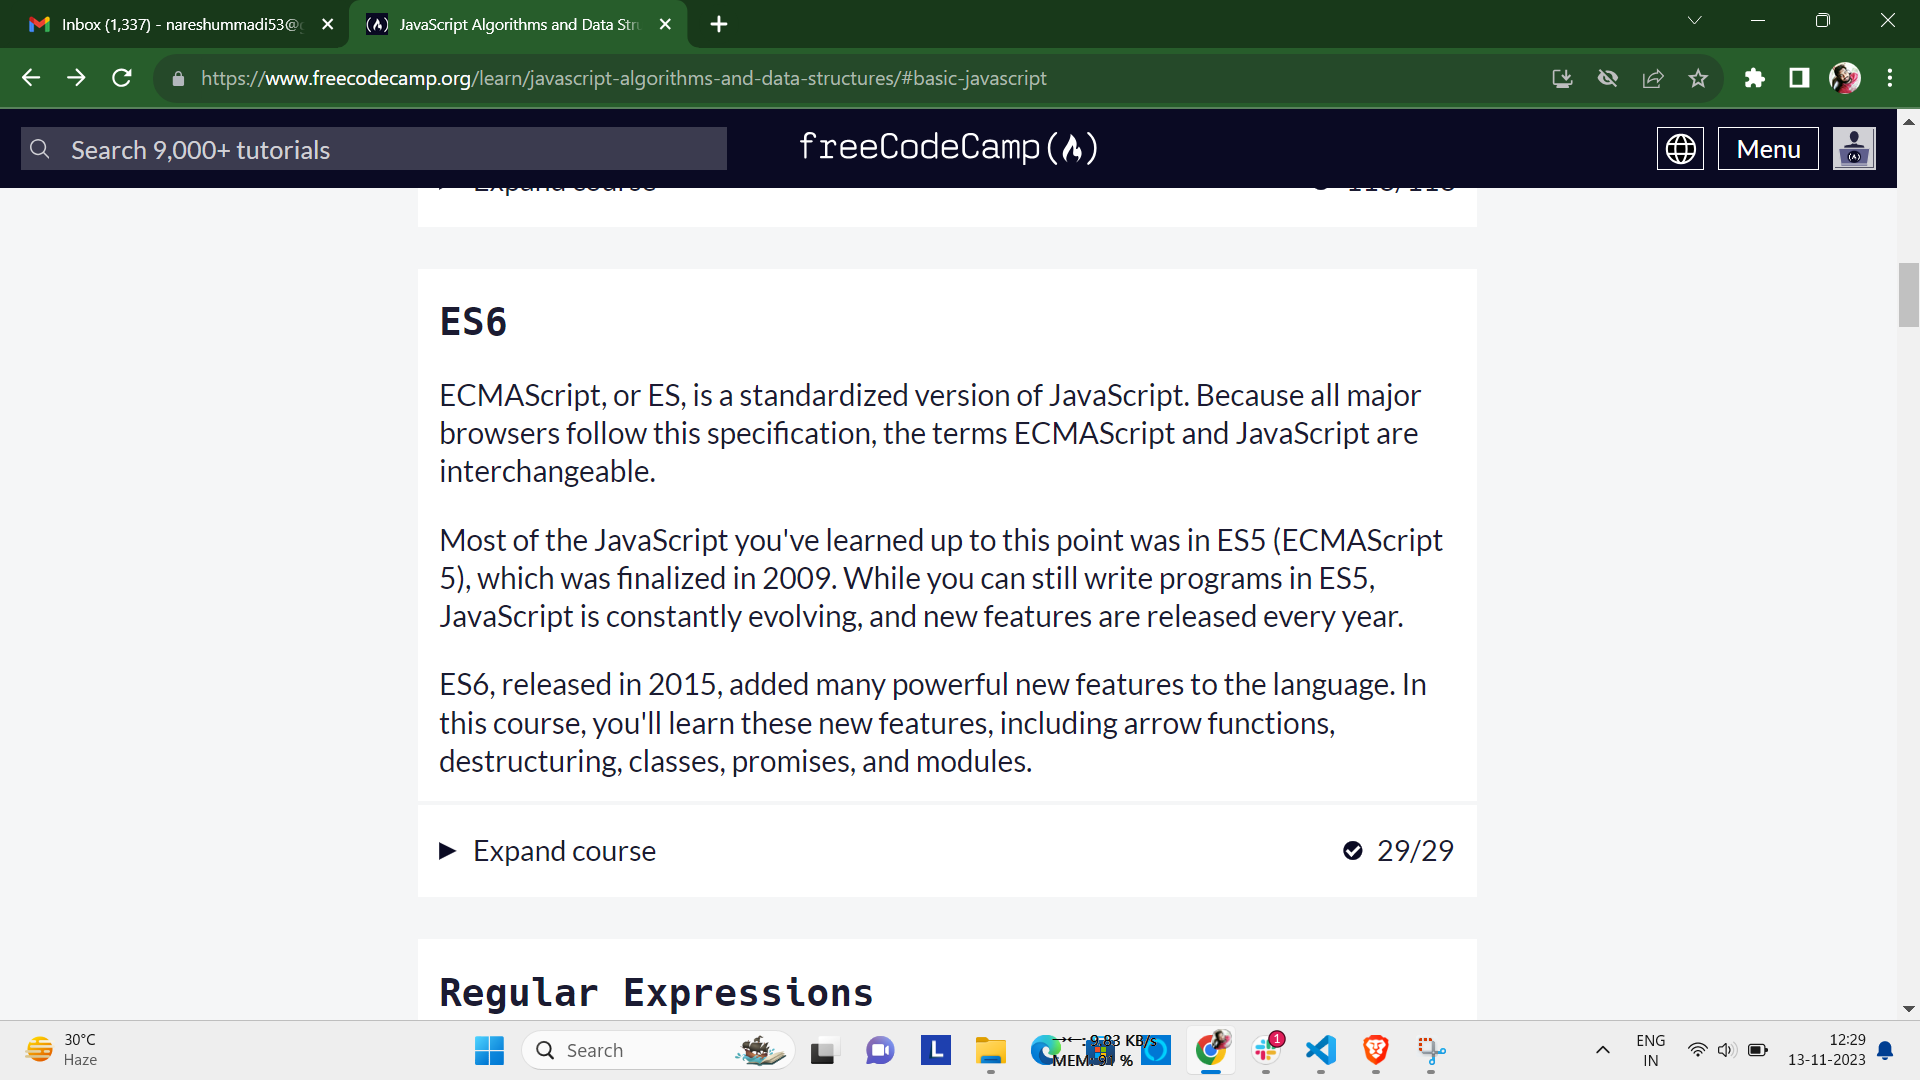 Inbox (1,337) - nareshummadi53@
JavaScript Algorithms and Data Str
https://www.freecodecamp.org/learn/javascript-algorithms-and-data-structures/#basic-javascript
Search 9,000+ tutorials
freeCodeCamp
Menu
Expand course
ES6
ECMAScript, or ES, is a standardized version of JavaScript. Because all major
browsers follow this specification, the terms ECMAScript and JavaScript are
interchangeable.
Most of the JavaScript you've learned up to this point was in ES5 (ECMAScript
5), which was finalized in 2009. While you can still write programs in ES5,
JavaScript is constantly evolving, and new features are released every year.
ES6, released in 2015, added many powerful new features to the language. In
this course, you'll learn these new features, including arrow functions,
destructuring, classes, promises, and modules.
Expand course 29/29
Regular Expressions
30°C
Haze
Search
L
9.83 KB/s
MEM:
1
ENG
IN
12:29
13-11-2023